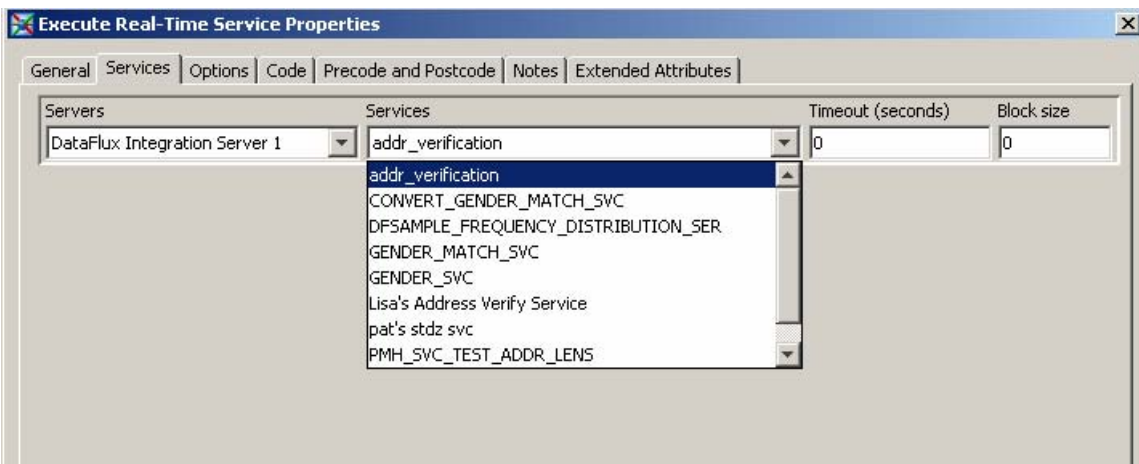 Execute Real-Time Service Properties
General Services Options Code Precode and Postcode Notes Extended Attributes
Servers Services Timeout (seconds) Block size
DataFlux Integration Server 1 addr_verification 0 0
addr_verification
CONVERT_GENDER_MATCH_SVC
DFSAMPLE_FREQUENCY_DISTRIBUTION_SER
GENDER_MATCH_SVC
GENDER_SVC
Lisa's Address Verify Service
pat's stdz svc
PMH_SVC_TEST_ADDR_LENS